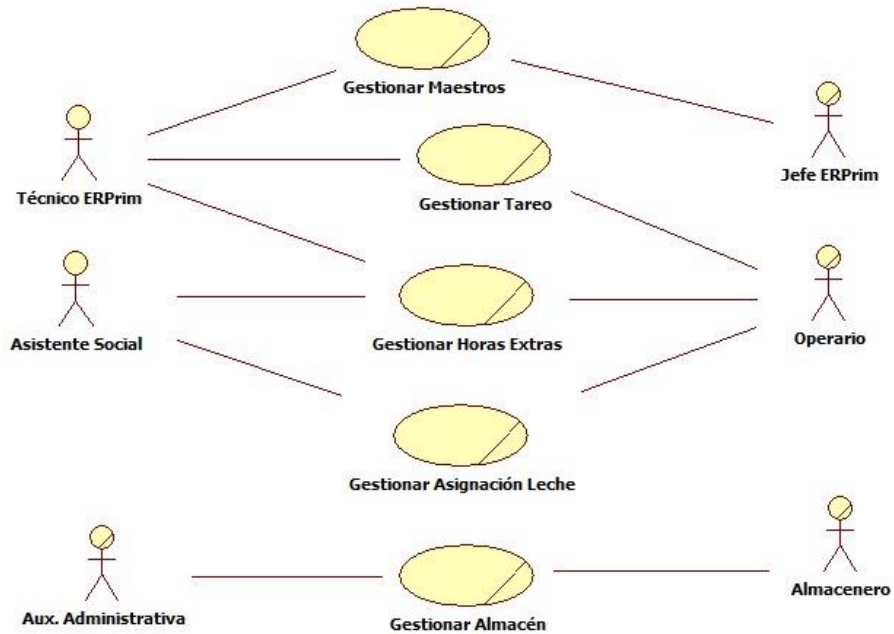 Gestionar Maestros
Técnico ERPrim
Gestionar Tareo
Jefe ERPrim
Asistente Social
Gestionar Horas Extras
Operario
Gestionar Asignación Leche
Aux. Administrativa
Gestionar Almacén
Almacenero